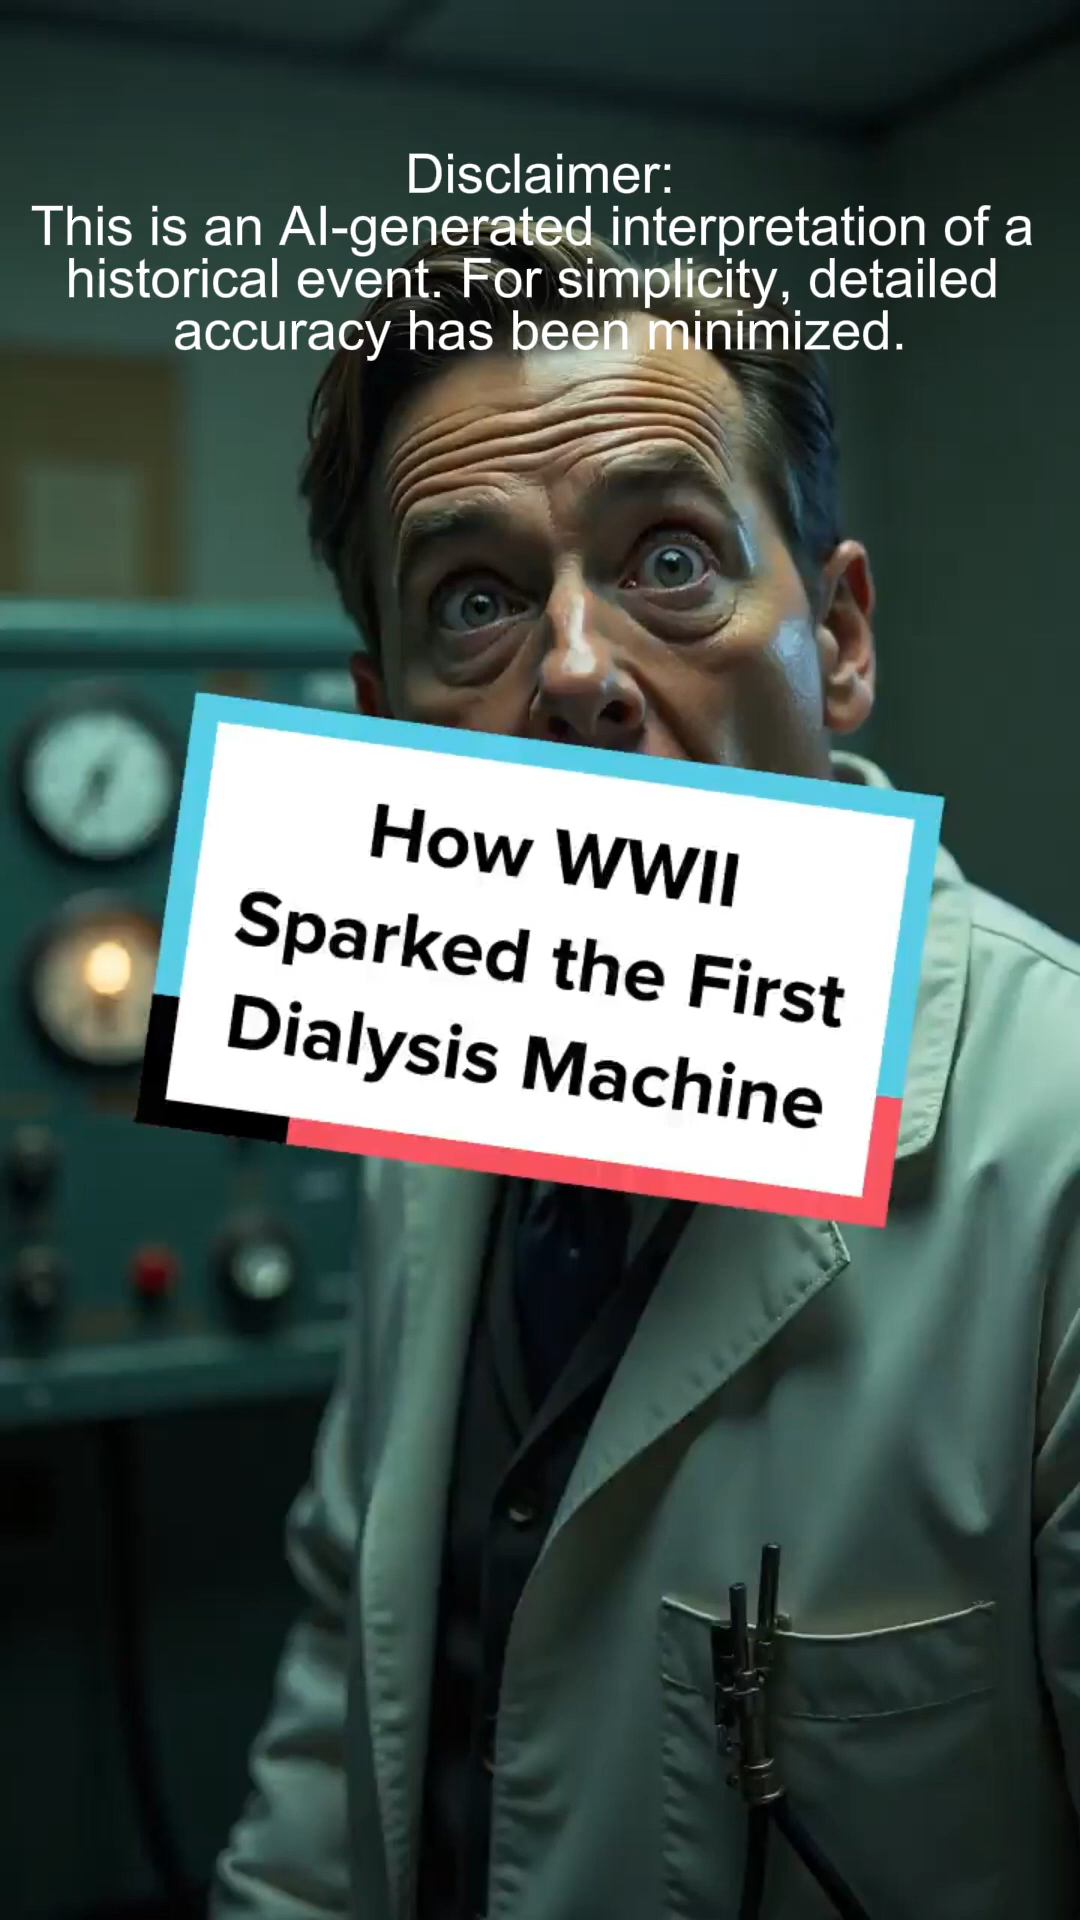 Disclaimer:
This is an AI-generated interpretation of a
historical event. For simplicity, detailed
accuracy has been minimized.
How WWII
Sparked the First
Dialysis Machine